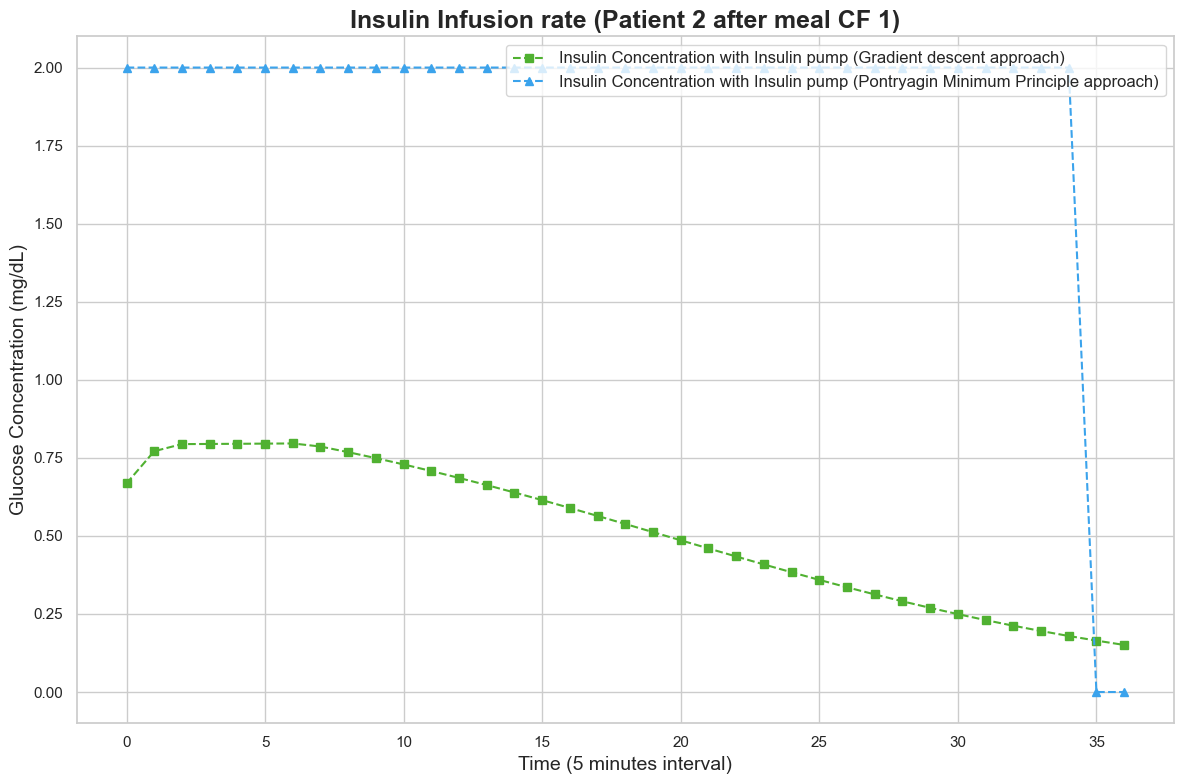 Insulin Infusion rate (Patient 2 after meal CF 1)
Insulin Concentration with Insulin pump (Gradient descent approach)
Insulin Concentration with Insulin pump (Pontryagin Minimum Principle approach)
Glucose Concentration (mg/dL)
2.00
1.75
1.50
1.25
1.00
0.75
0.50
0.25
0.00
0 5 10 15 20 25 30 35
Time (5 minutes interval)